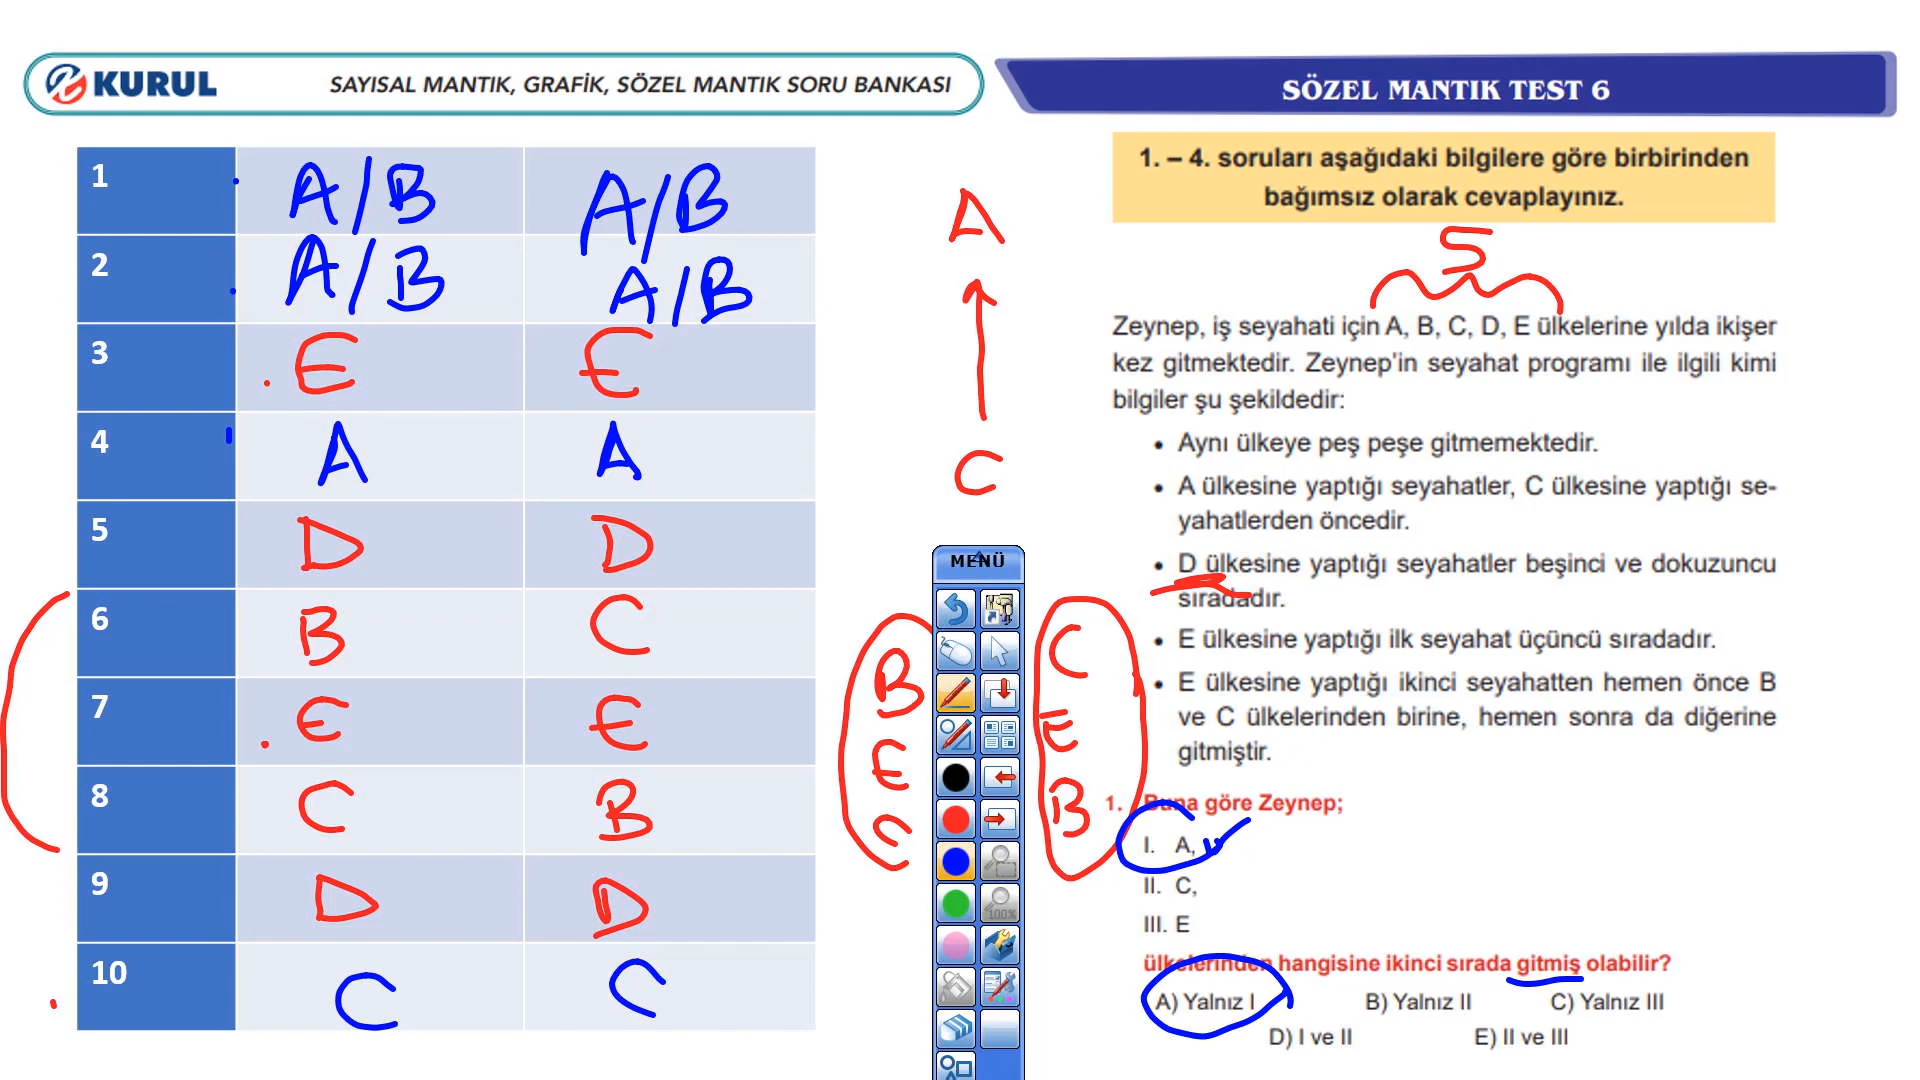 KURUL
SAYISAL MANTIK, GRAFİK, SÖZEL MANTIK SORU BANKASI
SÖZEL MANTIK TEST 6
1 A/B A/B
2 A/B A/B
3 E E
4 A A
5 D D
6 B C
7 E E
8 C B
9 D D
10 C C
A
C
B
E
C
MENÜ
100%
C
E
B
1. – 4. soruları aşağıdaki bilgilere göre birbirinden
bağımsız olarak cevaplayınız.
5
Zeynep, iş seyahati için A, B, C, D, E ülkelerine yılda ikişer
kez gitmektedir. Zeynep'in seyahat programı ile ilgili kimi
bilgiler şu şekildedir:
• Aynı ülkeye peş peşe gitmemektedir.
• A ülkesine yaptığı seyahatler, C ülkesine yaptığı se-
yahatlerden öncedir.
• D ülkesine yaptığı seyahatler beşinci ve dokuzuncu
sıradadır.
• E ülkesine yaptığı ilk seyahat üçüncü sıradadır.
• E ülkesine yaptığı ikinci seyahatten hemen önce B
ve C ülkelerinden birine, hemen sonra da diğerine
gitmiştir.
1. Buna göre Zeynep;
I. A,
II. C,
III. E
ülkelerinden hangisine ikinci sırada gitmiş olabilir?
A) Yalnız I B) Yalnız II C) Yalnız III
D) I ve II E) II ve III